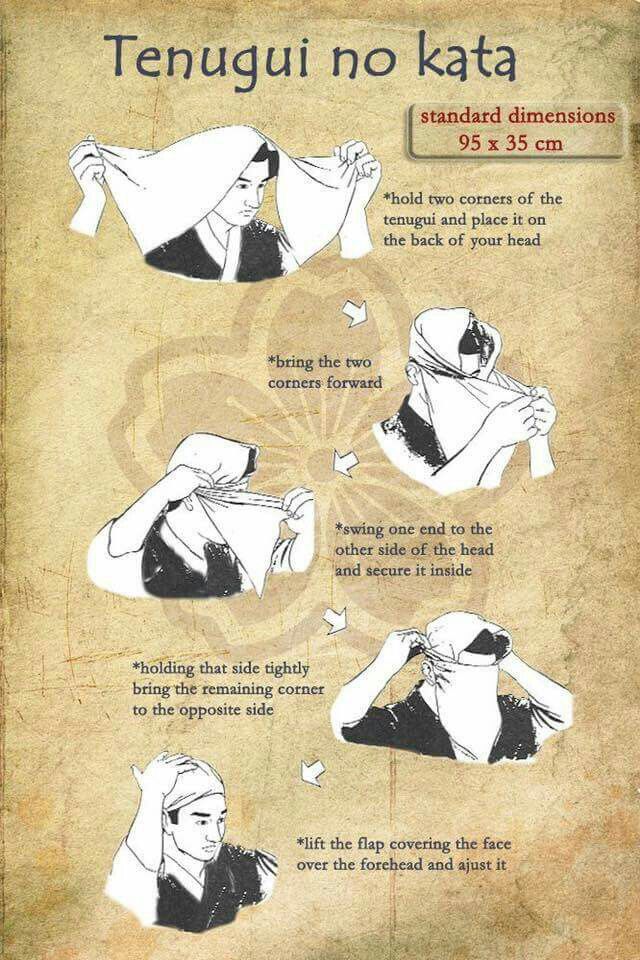 Tenugui no kata
standard dimensions
95 x 35 cm
*hold two corners of the
tenugui and place it on
the back of your head
*bring the two
corners forward
*swing one end to the
other side of the head
and secure it inside
*holding that side tightly
bring the remaining corner
to the opposite side
*lift the flap covering the face
over the forehead and ajust it